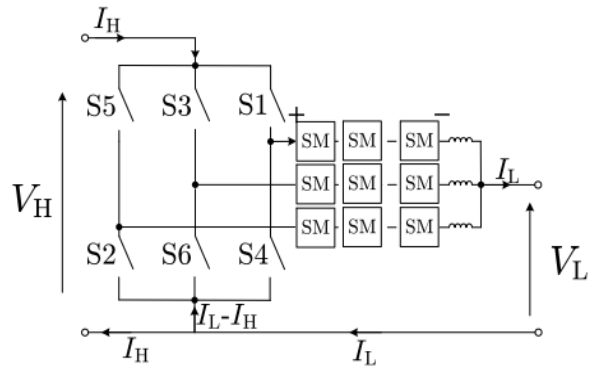 I_H
S5 S3 S1
+ −
SM SM SM
SM SM SM
I_L
SM SM SM
V_H
S2 S6 S4
V_L
I_L-I_H
I_H I_L